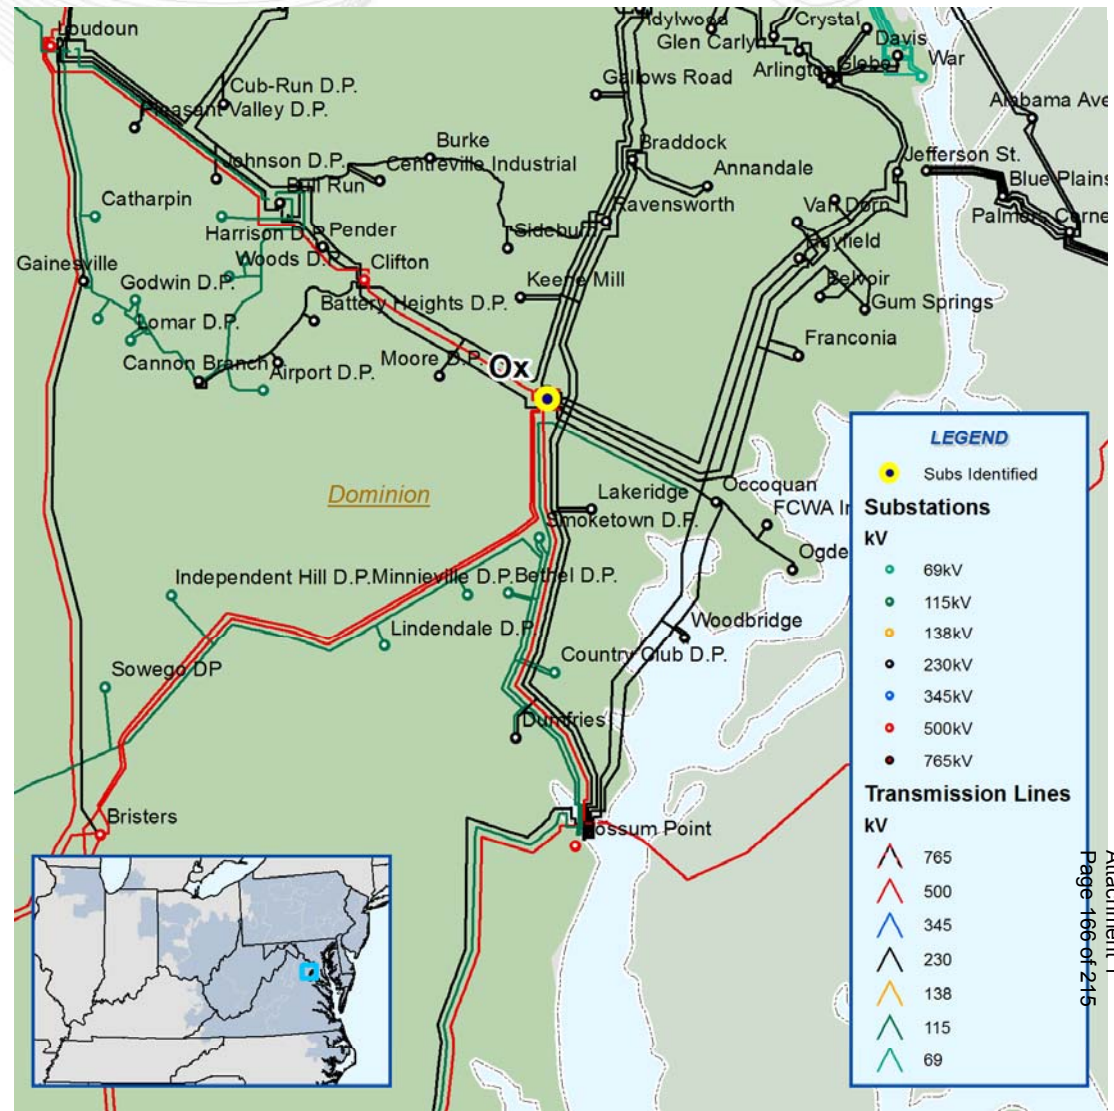 Loudoun
Idylwood
Crystal
Glen Carlyn
Davis
War
Arlington
Glebe
Gallows Road
Cub-Run D.P.
Pleasant Valley D.P.
Alabama Ave
Burke
Braddock
Johnson D.P.
Centreville Industrial
Annandale
Jefferson St.
Bull Run
Blue Plains
Catharpin
Ravensworth
Van Dorn
Palmers Corne
Harrison D.P.
Pender
Sideburn
Hayfield
Woods D.P.
Clifton
Gainesville
Godwin D.P.
Keene Mill
Belvoir
Battery Heights D.P.
Gum Springs
Lomar D.P.
Franconia
Cannon Branch
Airport D.P.
Moore D.P.
Ox
Dominion
Lakeridge
Occoquan
FCWA
Smoketown D.P.
Ogde
Independent Hill D.P.
Minnieville D.P.
Bethel D.P.
Lindendale D.P.
Woodbridge
Country Club D.P.
Sowego DP
Dumfries
Bristers
Possum Point
LEGEND
Subs Identified
Substations
kV
69kV
115kV
138kV
230kV
345kV
500kV
765kV
Transmission Lines
kV
765
500
345
230
138
115
69
Attachment 1
Page 166 of 215